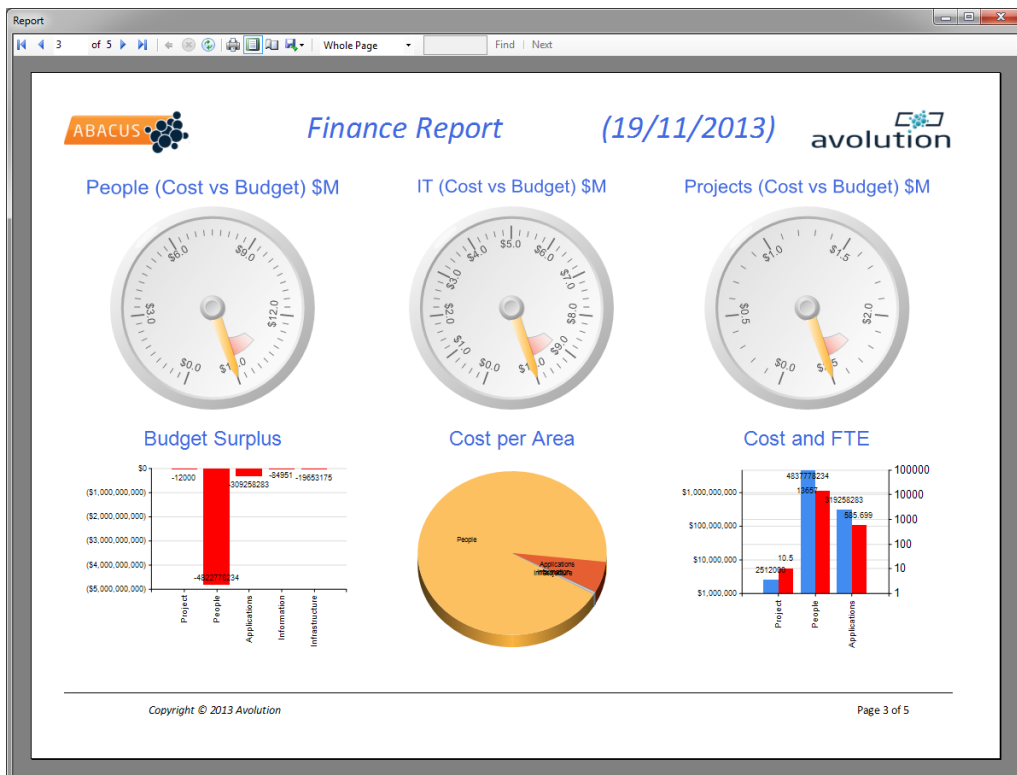 Report
3 of 5 Whole Page Find Next
ABACUS Finance Report (19/11/2013) avolution
People (Cost vs Budget) $M IT (Cost vs Budget) $M Projects (Cost vs Budget) $M
$0.0 $3.0 $6.0 $9.0 $12.0
$0.0 $1.0 $2.0 $3.0 $4.0 $5.0 $6.0 $7.0 $8.0 $9.0
$0.0 $0.5 $1.0 $1.5 $2.0
Budget Surplus Cost per Area Cost and FTE
$0
($1,000,000,000)
($2,000,000,000)
($3,000,000,000)
($4,000,000,000)
($5,000,000,000)
-12000
-309258283
-84951
-19653175
Project
People
Applications
Information
Infrastructure
People
Applications
$1,000,000,000
$100,000,000
$10,000,000
$1,000,000
4837778234
13657
585.699
10.5
100000
10000
1000
100
10
1
Project
People
Applications
Copyright © 2013 Avolution Page 3 of 5